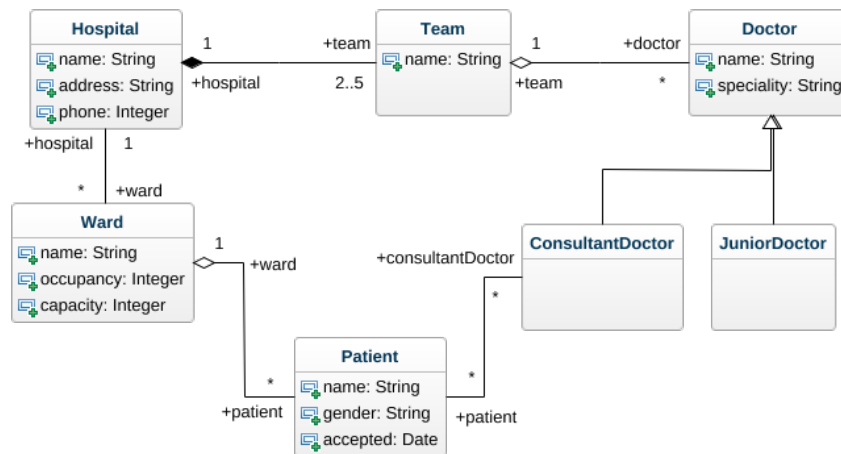 Hospital
name: String
address: String
phone: Integer
1
+hospital
+team
2..5
Team
name: String
1
+team
+doctor
*
Doctor
name: String
speciality: String
+hospital
1
*
+ward
Ward
name: String
occupancy: Integer
capacity: Integer
1
+ward
*
+patient
Patient
name: String
gender: String
accepted: Date
*
+patient
+consultantDoctor
*
ConsultantDoctor
JuniorDoctor